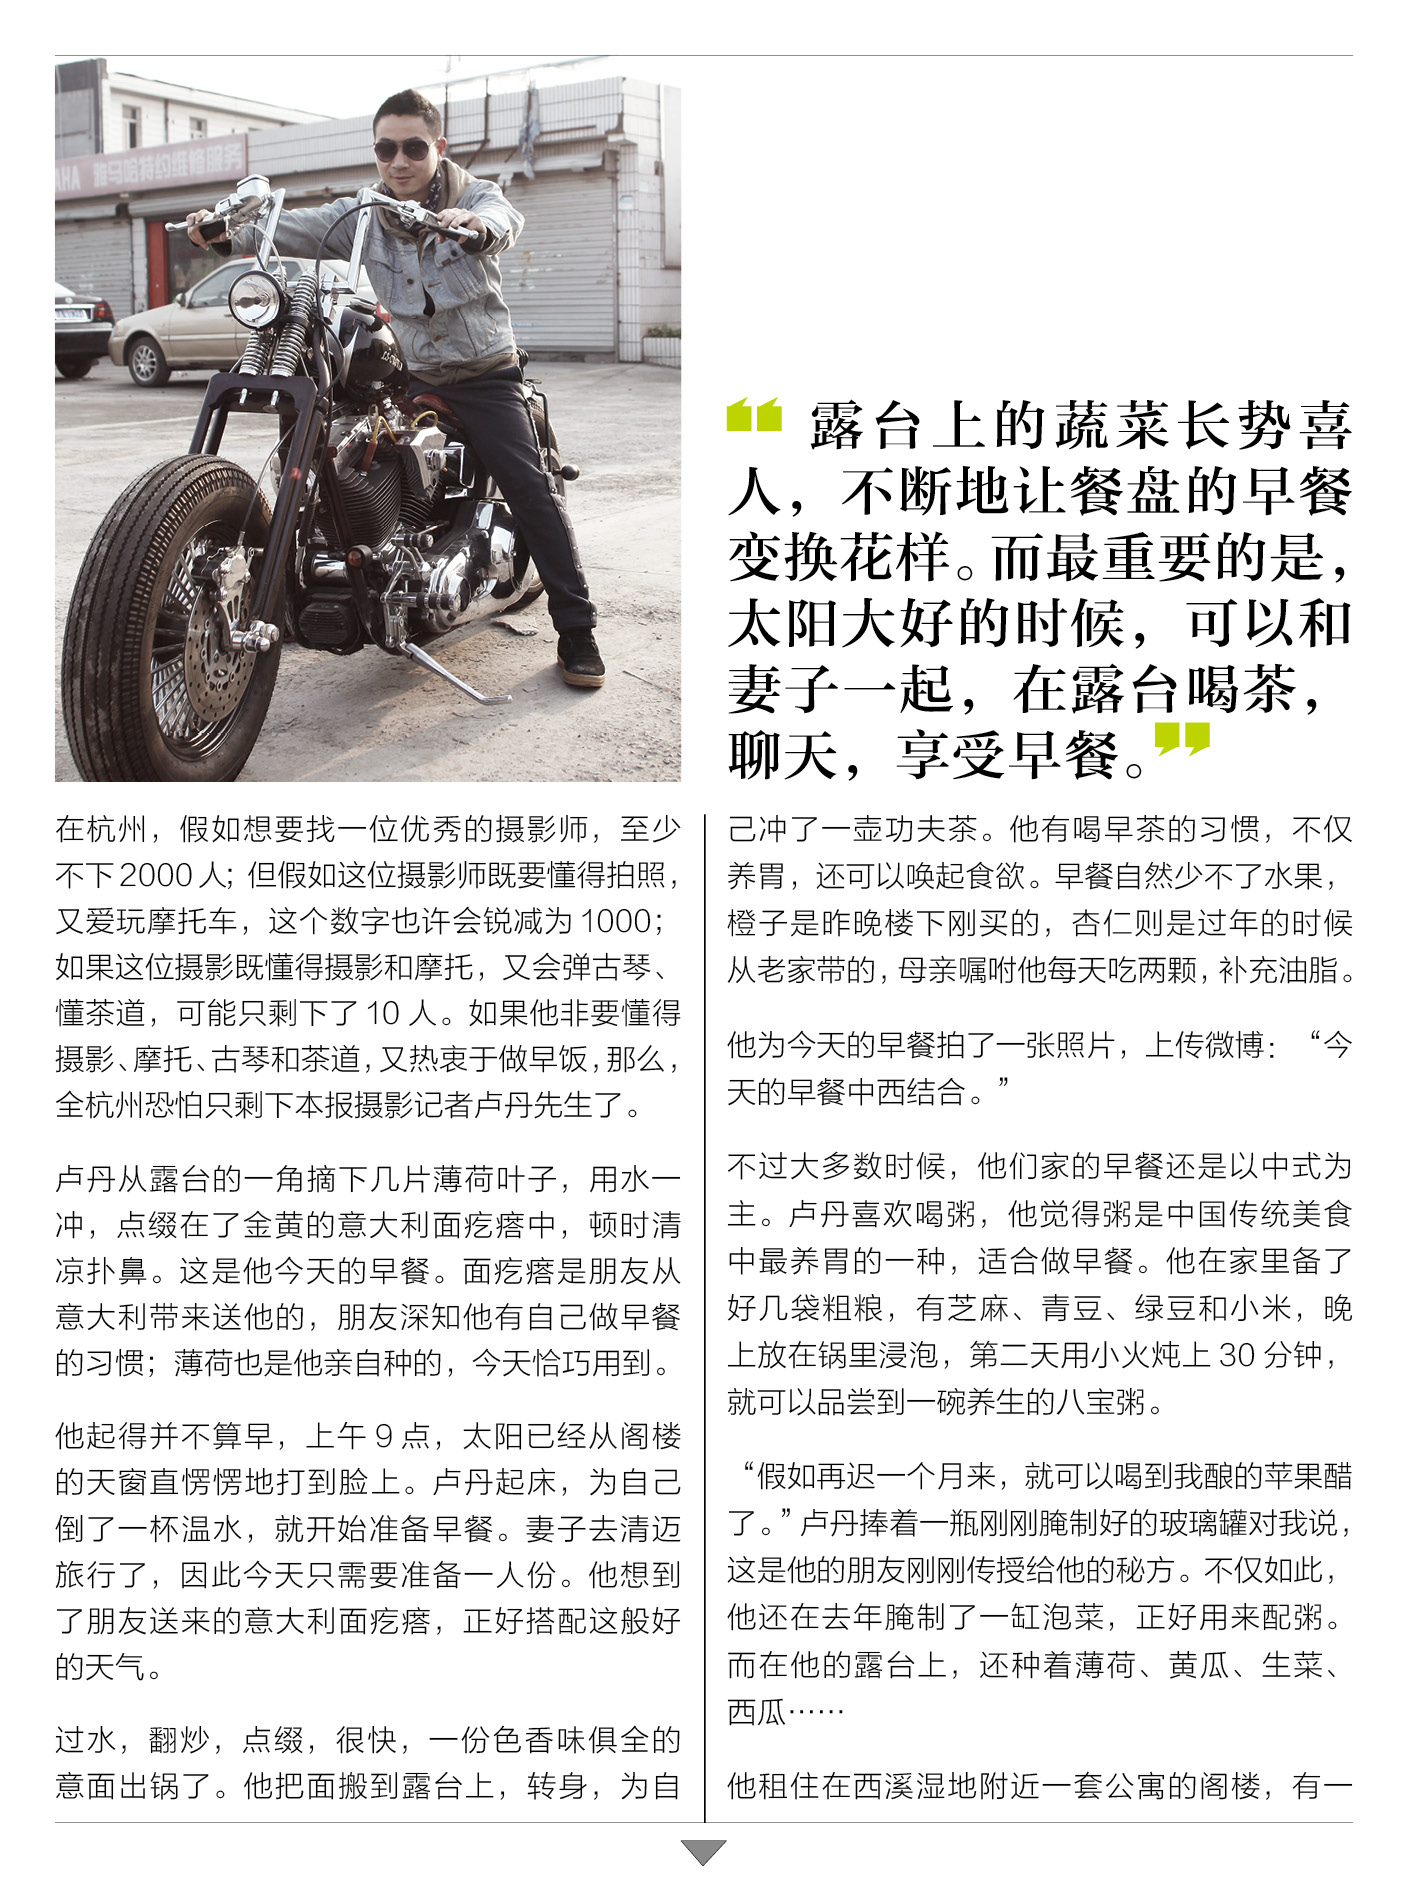 AHA 雅马哈特约维修服务
“露台上的蔬菜长势喜
人，不断地让餐盘的早餐
变换花样。而最重要的是，
太阳大好的时候，可以和
妻子一起，在露台喝茶，
聊天，享受早餐。”
在杭州，假如想要找一位优秀的摄影师，至少
不下2000人；但假如这位摄影师既要懂得拍照，
又爱玩摩托车，这个数字也许会锐减为1000；
如果这位摄影既懂得摄影和摩托，又会弹古琴、
懂茶道，可能只剩下了10人。如果他非要懂得
摄影、摩托、古琴和茶道，又热衷于做早饭，那么，
全杭州恐怕只剩下本报摄影记者卢丹先生了。
卢丹从露台的一角摘下几片薄荷叶子，用水一
冲，点缀在了金黄的意大利面疙瘩中，顿时清
凉扑鼻。这是他今天的早餐。面疙瘩是朋友从
意大利带来送他的，朋友深知他有自己做早餐
的习惯；薄荷也是他亲自种的，今天恰巧用到。
他起得并不算早，上午9点，太阳已经从阁楼
的天窗直愣愣地打到脸上。卢丹起床，为自己
倒了一杯温水，就开始准备早餐。妻子去清迈
旅行了，因此今天只需要准备一人份。他想到
了朋友送来的意大利面疙瘩，正好搭配这般好
的天气。
过水，翻炒，点缀，很快，一份色香味俱全的
意面出锅了。他把面搬到露台上，转身，为自
己冲了一壶功夫茶。他有喝早茶的习惯，不仅
养胃，还可以唤起食欲。早餐自然少不了水果，
橙子是昨晚楼下刚买的，杏仁则是过年的时候
从老家带的，母亲嘱咐他每天吃两颗，补充油脂。
他为今天的早餐拍了一张照片，上传微博：“今
天的早餐中西结合。”
不过大多数时候，他们家的早餐还是以中式为
主。卢丹喜欢喝粥，他觉得粥是中国传统美食
中最养胃的一种，适合做早餐。他在家里备了
好几袋粗粮，有芝麻、青豆、绿豆和小米，晚
上放在锅里浸泡，第二天用小火炖上30分钟，
就可以品尝到一碗养生的八宝粥。
“假如再迟一个月来，就可以喝到我酿的苹果醋
了。”卢丹捧着一瓶刚刚腌制好的玻璃罐对我说，
这是他的朋友刚刚传授给他的秘方。不仅如此，
他还在去年腌制了一缸泡菜，正好用来配粥。
而在他的露台上，还种着薄荷、黄瓜、生菜、
西瓜……
他租住在西溪湿地附近一套公寓的阁楼，有一